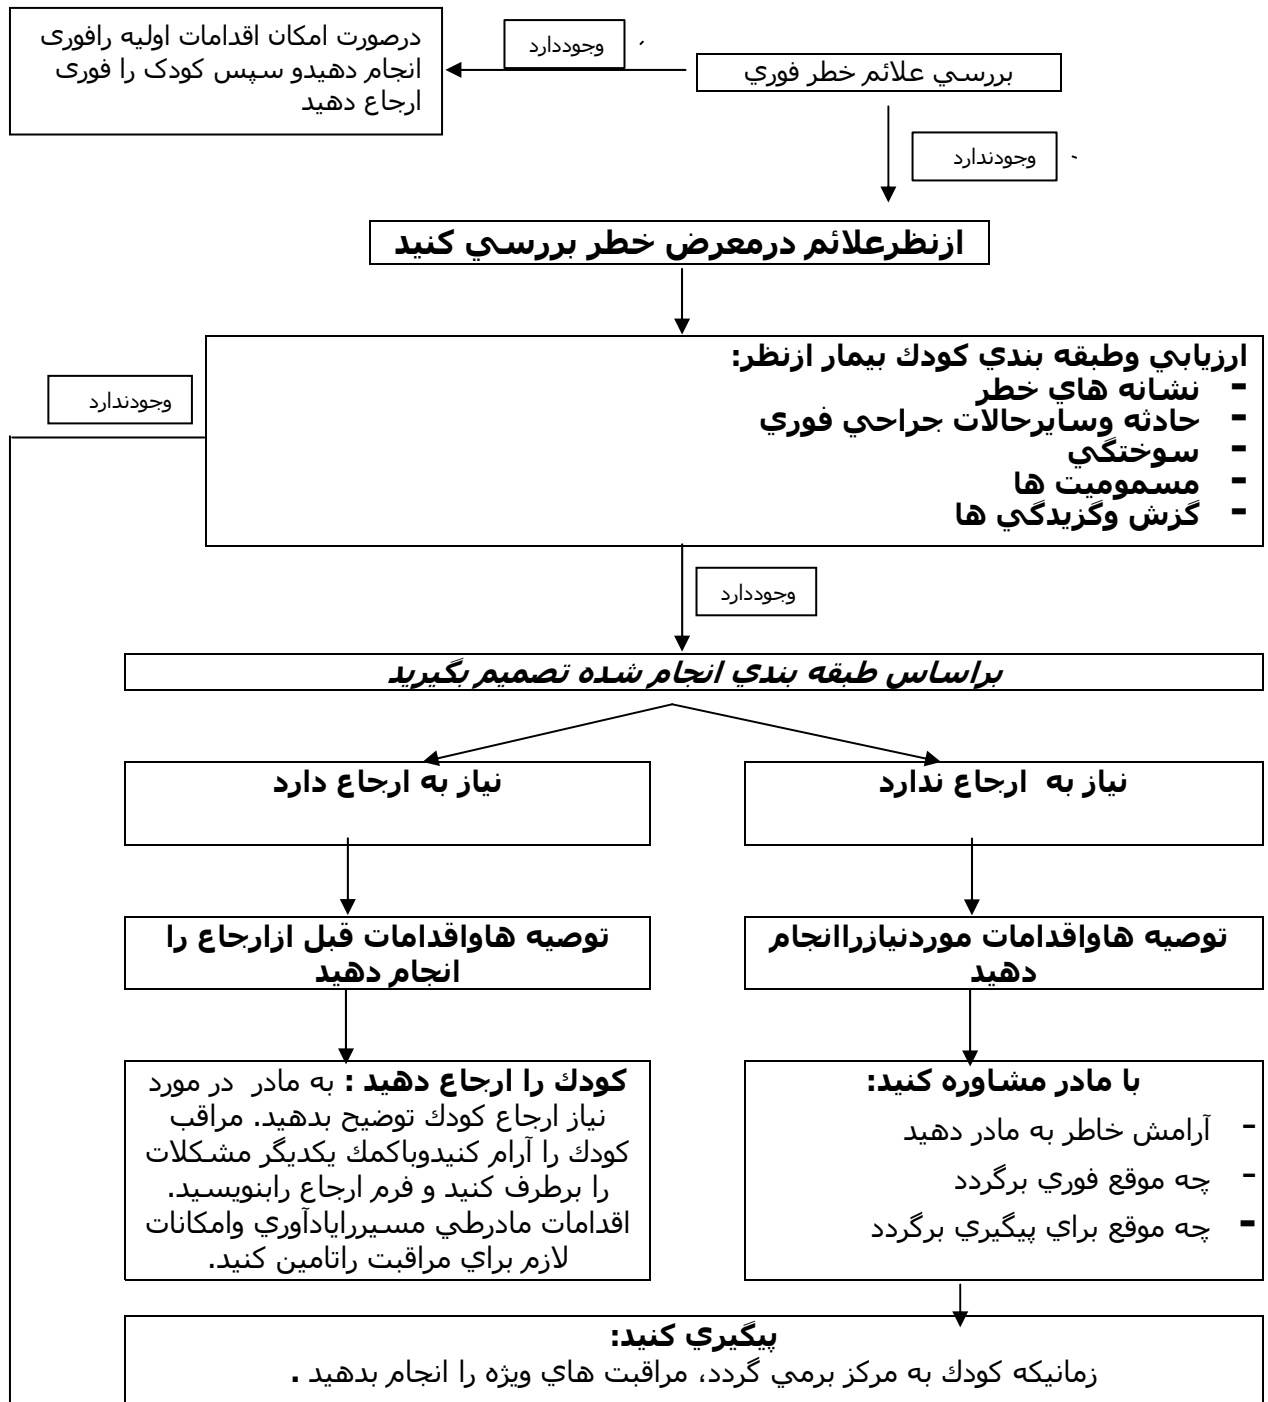 بررسي علائم خطر فوري
وجوددارد
درصورت امکان اقدامات اولیه رافوری
انجام دهیدو سپس کودک را فوری
ارجاع دهید
وجودندارد
ازنظرعلائم درمعرض خطر بررسي كنيد
ارزيابي وطبقه بندي كودك بيمار ازنظر:
- نشانه هاي خطر
- حادثه وسايرحالات جراحي فوري
- سوختگي
- مسموميت ها
- گزش وگزيدگي ها
وجودندارد
وجوددارد
براساس طبقه بندي انجام شده تصميم بگيريد
نياز به ارجاع ندارد
نياز به ارجاع دارد
توصيه هاواقدامات موردنيازراانجام
دهيد
توصيه هاواقدامات قبل ازارجاع را
انجام دهيد
با مادر مشاوره كنيد:
- آرامش خاطر به مادر دهيد
- چه موقع فوري برگردد
- چه موقع براي پيگيري برگردد
كودك را ارجاع دهيد : به مادر در مورد
نياز ارجاع كودك توضيح بدهيد. مراقب
كودك را آرام كنيدوباكمك يكديگر مشكلات
را برطرف كنيد و فرم ارجاع رابنويسيد.
اقدامات مادرطي مسيررايادآوري وامكانات
لازم براي مراقبت راتامين كنيد.
پيگيري كنيد:
زمانيكه كودك به مركز برمي گردد، مراقبت هاي ويژه را انجام بدهيد .